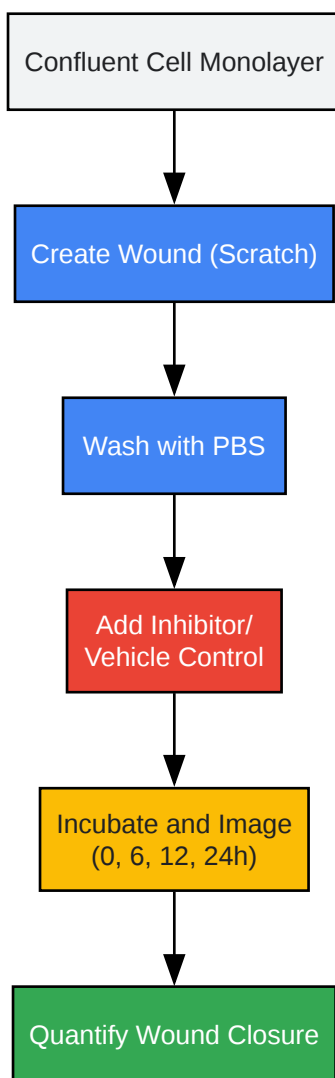 Confluent Cell Monolayer
Create Wound (Scratch)
Wash with PBS
Add Inhibitor/
Vehicle Control
Incubate and Image
(0, 6, 12, 24h)
Quantify Wound Closure